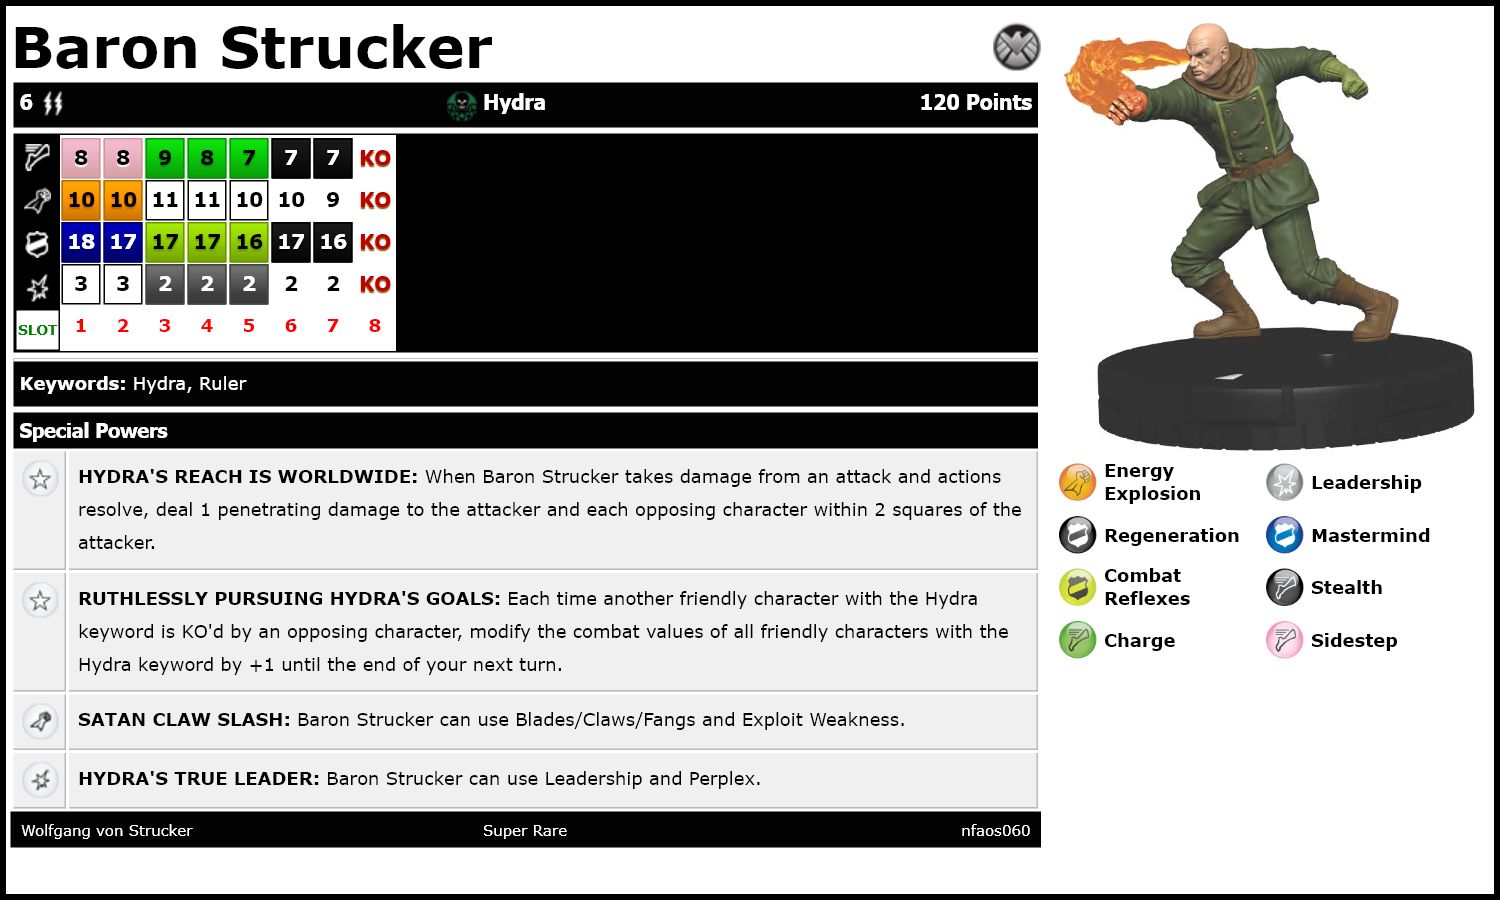 Baron Strucker
6 Hydra 120 Points
8 8 9 8 7 7 7 KO
10 10 11 11 10 10 9 KO
18 17 17 17 16 17 16 KO
3 3 2 2 2 2 2 KO
SLOT 1 2 3 4 5 6 7 8
Keywords: Hydra, Ruler
Special Powers
HYDRA'S REACH IS WORLDWIDE: When Baron Strucker takes damage from an attack and actions
resolve, deal 1 penetrating damage to the attacker and each opposing character within 2 squares of the
attacker.
RUTHLESSLY PURSUING HYDRA'S GOALS: Each time another friendly character with the Hydra
keyword is KO'd by an opposing character, modify the combat values of all friendly characters with the
Hydra keyword by +1 until the end of your next turn.
SATAN CLAW SLASH: Baron Strucker can use Blades/Claws/Fangs and Exploit Weakness.
HYDRA'S TRUE LEADER: Baron Strucker can use Leadership and Perplex.
Wolfgang von Strucker Super Rare nfaos060
Energy
Explosion
Leadership
Regeneration
Mastermind
Combat
Reflexes
Stealth
Charge
Sidestep